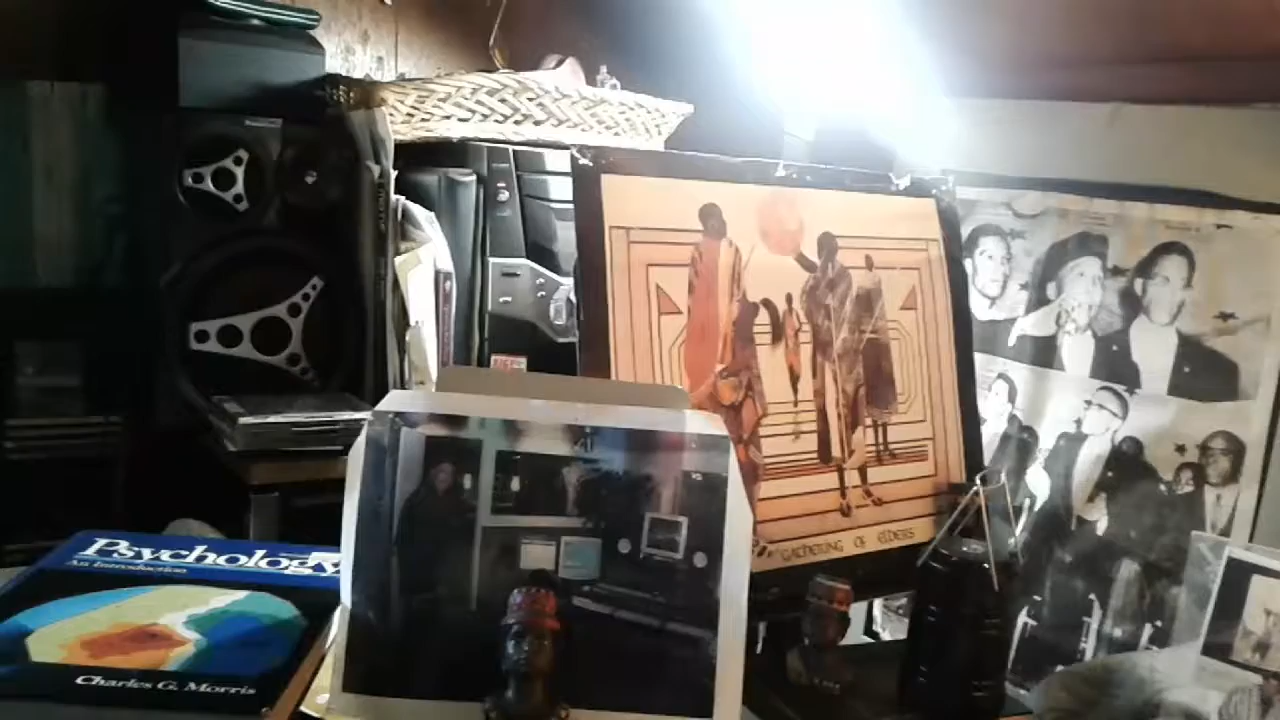 Psychology
An Introduction
Charles G. Morris
GATHERING OF ELDERS